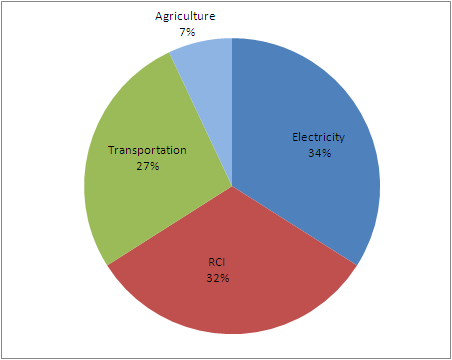 Agriculture
7%
Electricity
34%
Transportation
27%
RCI
32%